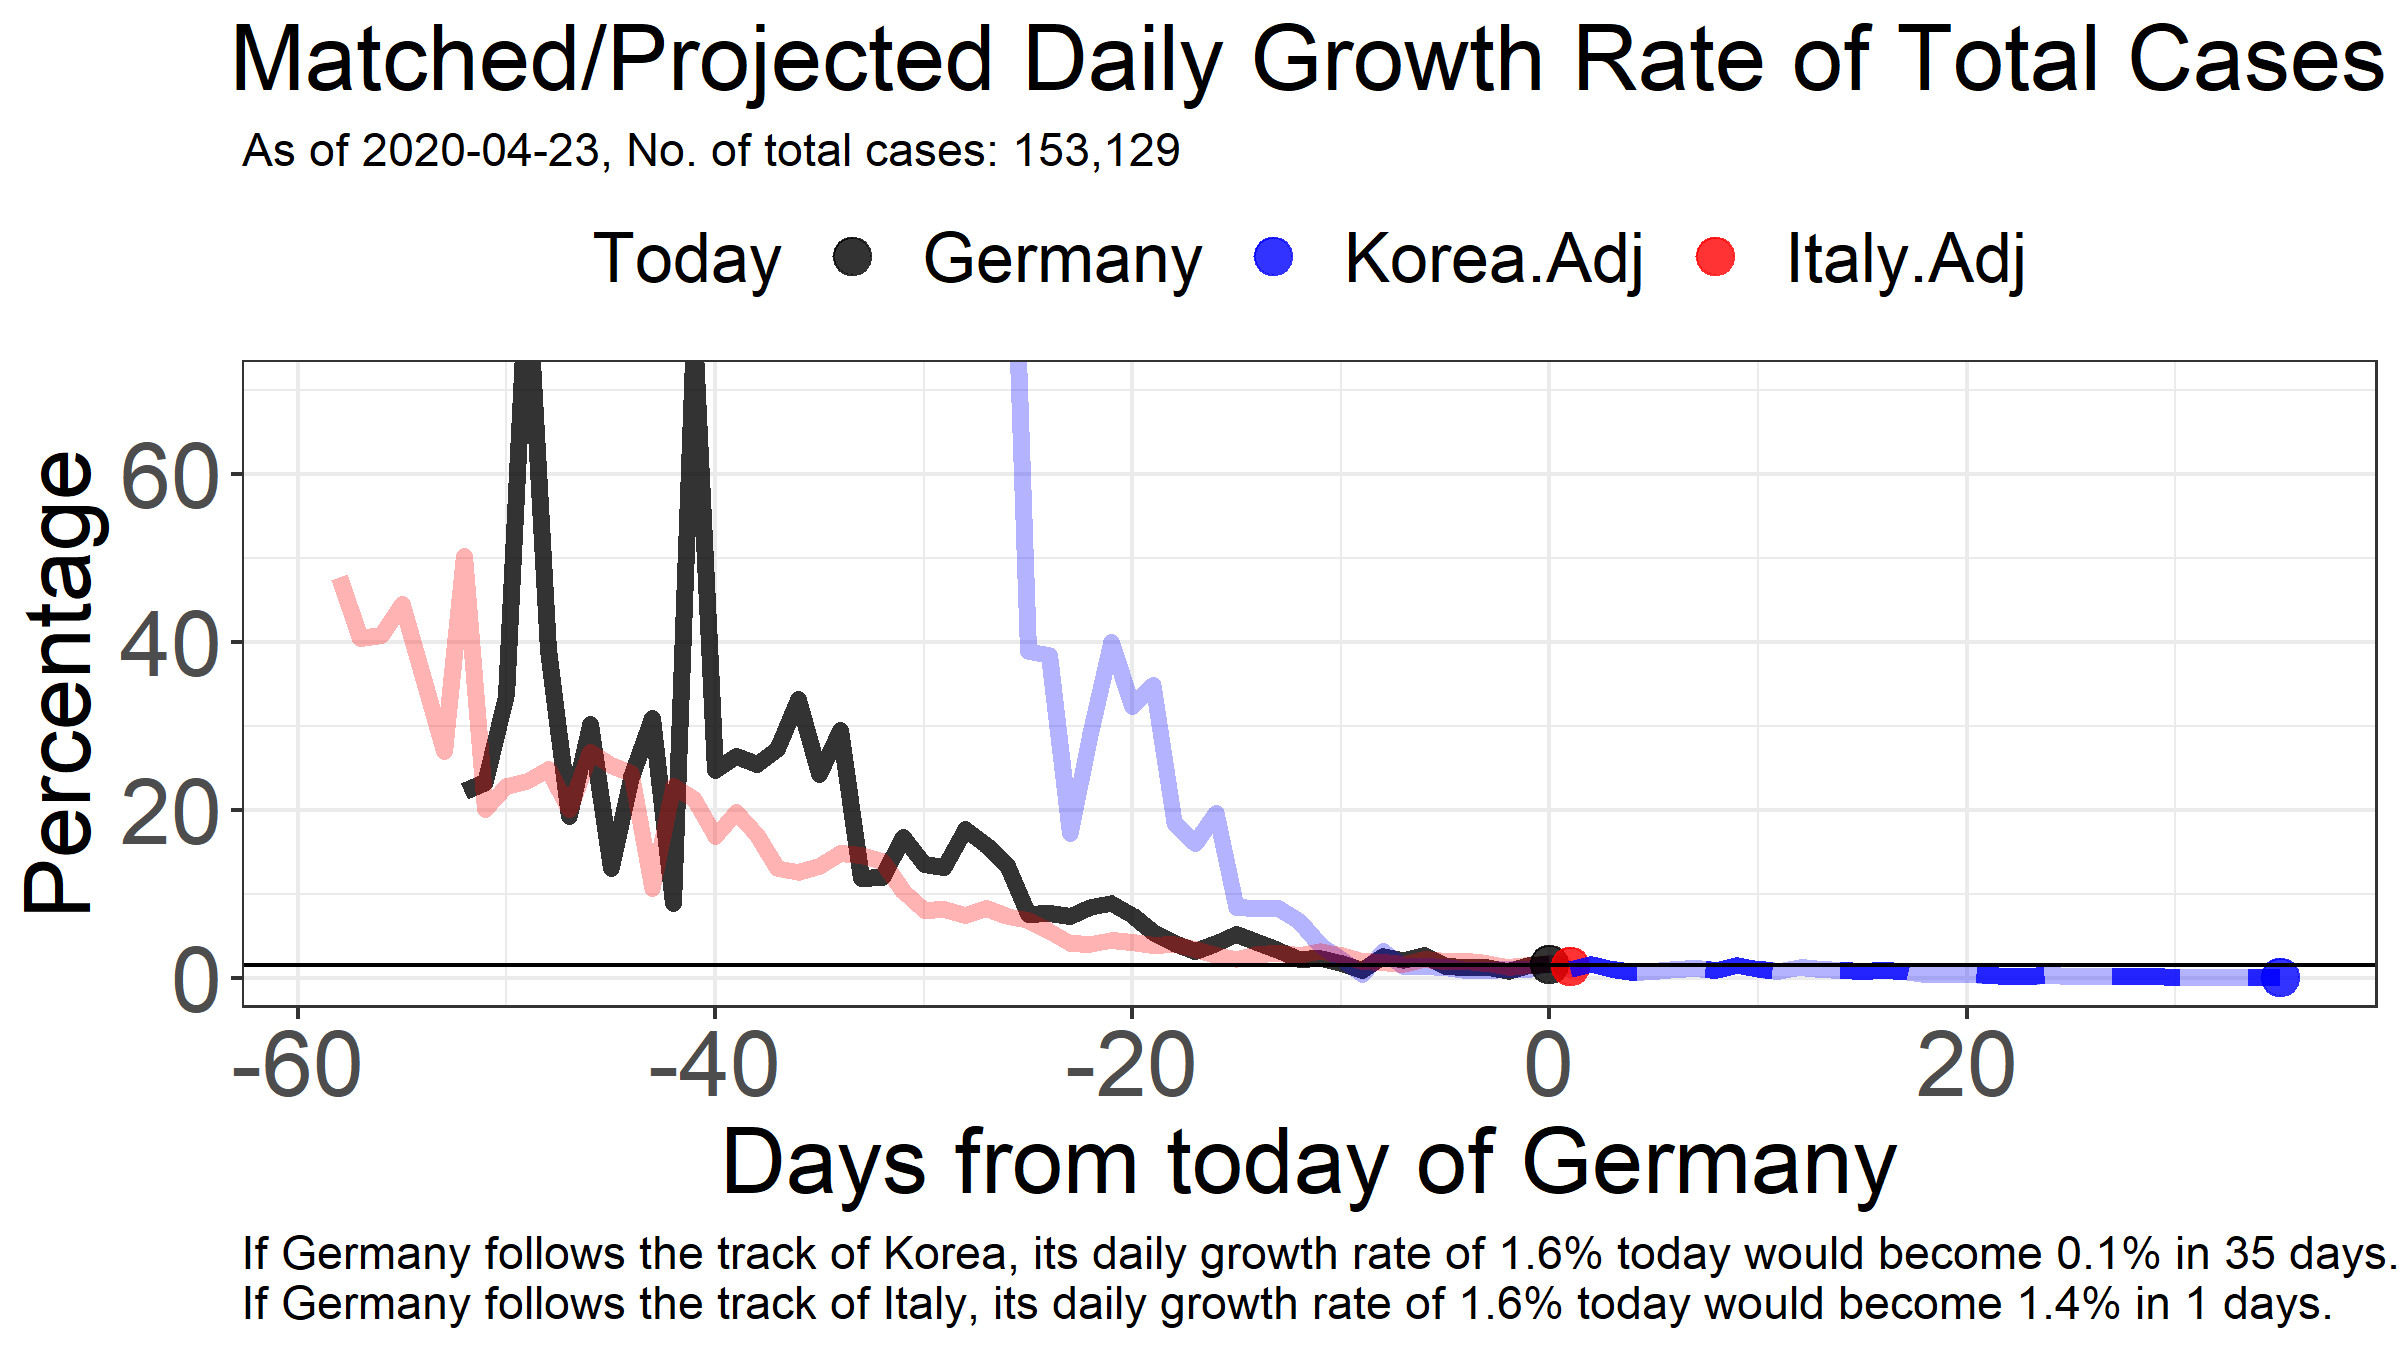 Matched/Projected Daily Growth Rate of Total Cases
As of 2020-04-23, No. of total cases: 153,129
Today Germany Korea.Adj Italy.Adj
Percentage
60
40
20
0
-60 -40 -20 0 20
Days from today of Germany
If Germany follows the track of Korea, its daily growth rate of 1.6% today would become 0.1% in 35 days.
If Germany follows the track of Italy, its daily growth rate of 1.6% today would become 1.4% in 1 days.